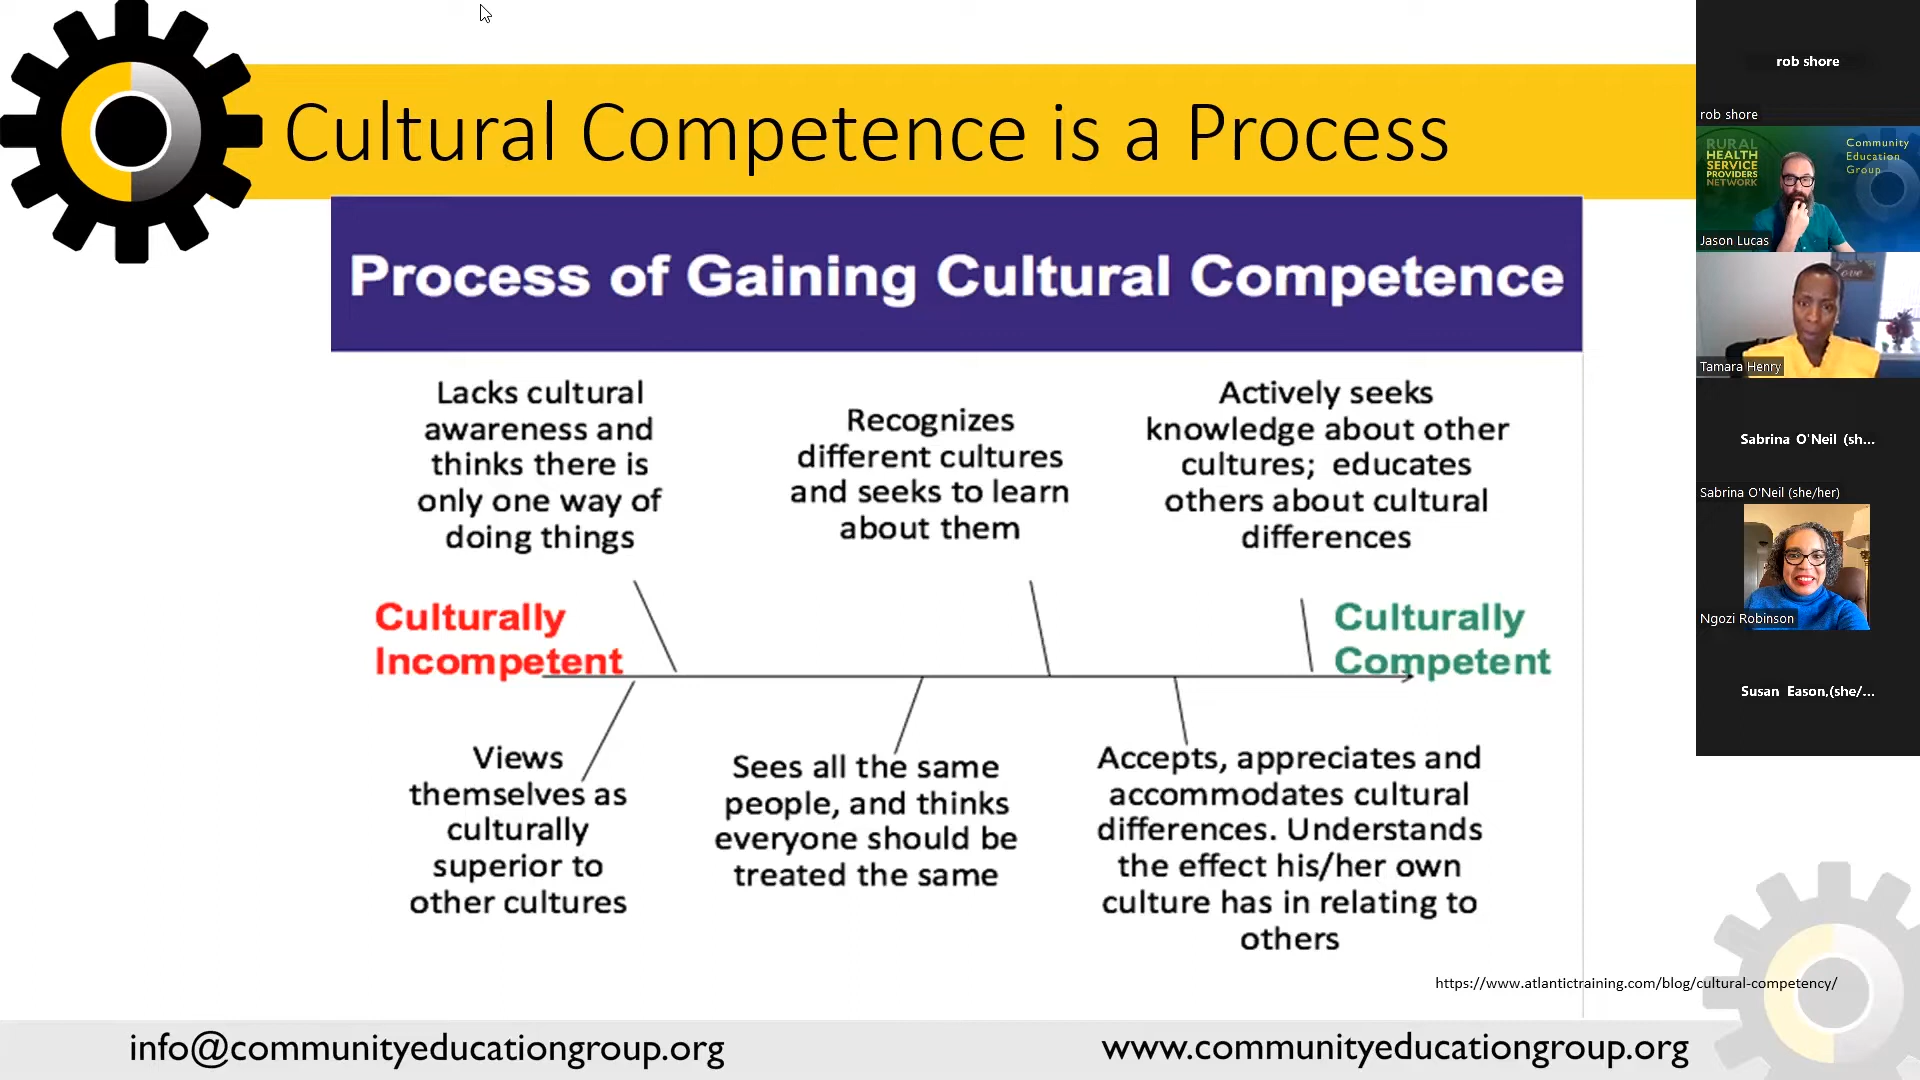 Cultural Competence is a Process
Process of Gaining Cultural Competence
Lacks cultural
awareness and
thinks there is
only one way of
doing things
Recognizes
different cultures
and seeks to learn
about them
Actively seeks
knowledge about other
cultures; educates
others about cultural
differences
Culturally
Incompetent
Culturally
Competent
Views
themselves as
culturally
superior to
other cultures
Sees all the same
people, and thinks
everyone should be
treated the same
Accepts, appreciates and
accommodates cultural
differences. Understands
the effect his/her own
culture has in relating to
others
https://www.atlantictraining.com/blog/cultural-competency/
info@communityeducationgroup.org
www.communityeducationgroup.org
rob shore
rob shore
RURAL
HEALTH
SERVICE
PROVIDERS
NETWORK
Community
Education
Group
Jason Lucas
Love
Tamara Henry
Sabrina O'Neil (sh...
Sabrina O'Neil (she/her)
Ngozi Robinson
Susan Eason,(she/...